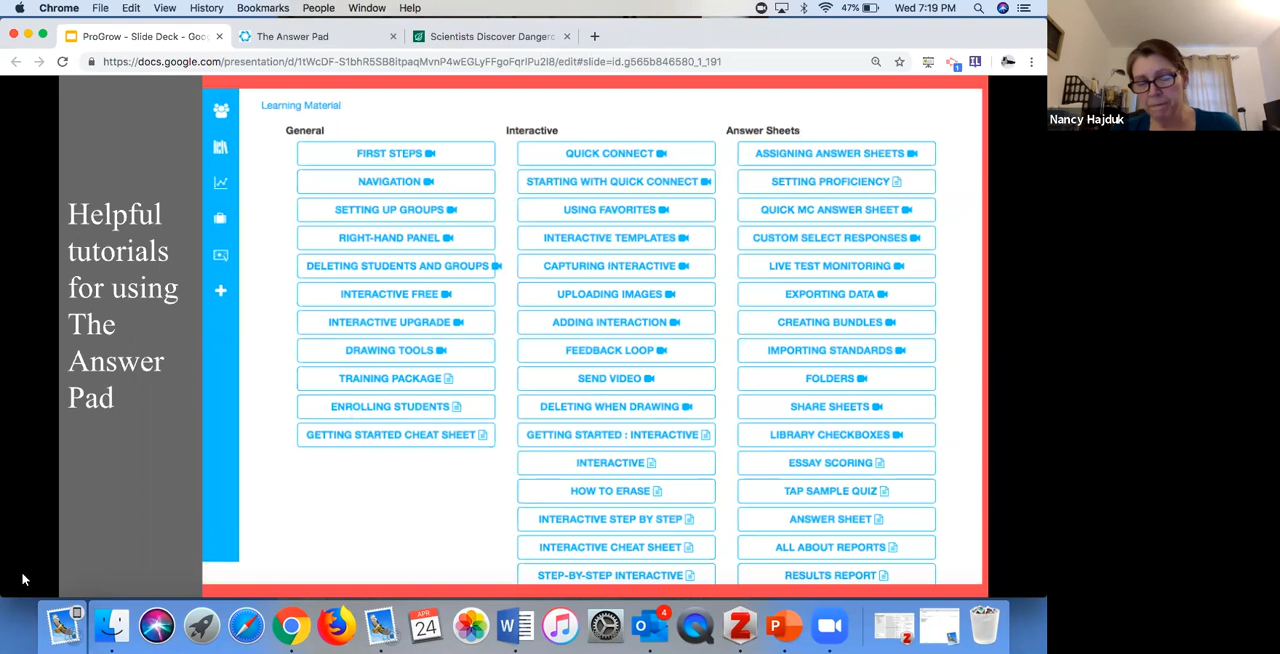 Chrome File Edit View History Bookmarks People Window Help 47% Wed 7:19 PM
ProGrow - Slide Deck - Goo The Answer Pad Scientists Discover Dangero
https://docs.google.com/presentation/d/1tWcDF-S1bhR5SB8itpaqMvnP4wEGLyFFgoFqrlPu2I8/edit#slide=id.g565b846580_1_191
1
Nancy Hajduk
Helpful
tutorials
for using
The
Answer
Pad
Learning Material
General
FIRST STEPS
NAVIGATION
SETTING UP GROUPS
RIGHT-HAND PANEL
DELETING STUDENTS AND GROUPS
INTERACTIVE FREE
INTERACTIVE UPGRADE
DRAWING TOOLS
TRAINING PACKAGE
ENROLLING STUDENTS
GETTING STARTED CHEAT SHEET
Interactive
QUICK CONNECT
STARTING WITH QUICK CONNECT
USING FAVORITES
INTERACTIVE TEMPLATES
CAPTURING INTERACTIVE
UPLOADING IMAGES
ADDING INTERACTION
FEEDBACK LOOP
SEND VIDEO
DELETING WHEN DRAWING
GETTING STARTED : INTERACTIVE
INTERACTIVE
HOW TO ERASE
INTERACTIVE STEP BY STEP
INTERACTIVE CHEAT SHEET
STEP-BY-STEP INTERACTIVE
Answer Sheets
ASSIGNING ANSWER SHEETS
SETTING PROFICIENCY
QUICK MC ANSWER SHEET
CUSTOM SELECT RESPONSES
LIVE TEST MONITORING
EXPORTING DATA
CREATING BUNDLES
IMPORTING STANDARDS
FOLDERS
SHARE SHEETS
LIBRARY CHECKBOXES
ESSAY SCORING
TAP SAMPLE QUIZ
ANSWER SHEET
ALL ABOUT REPORTS
RESULTS REPORT
APR
24
4